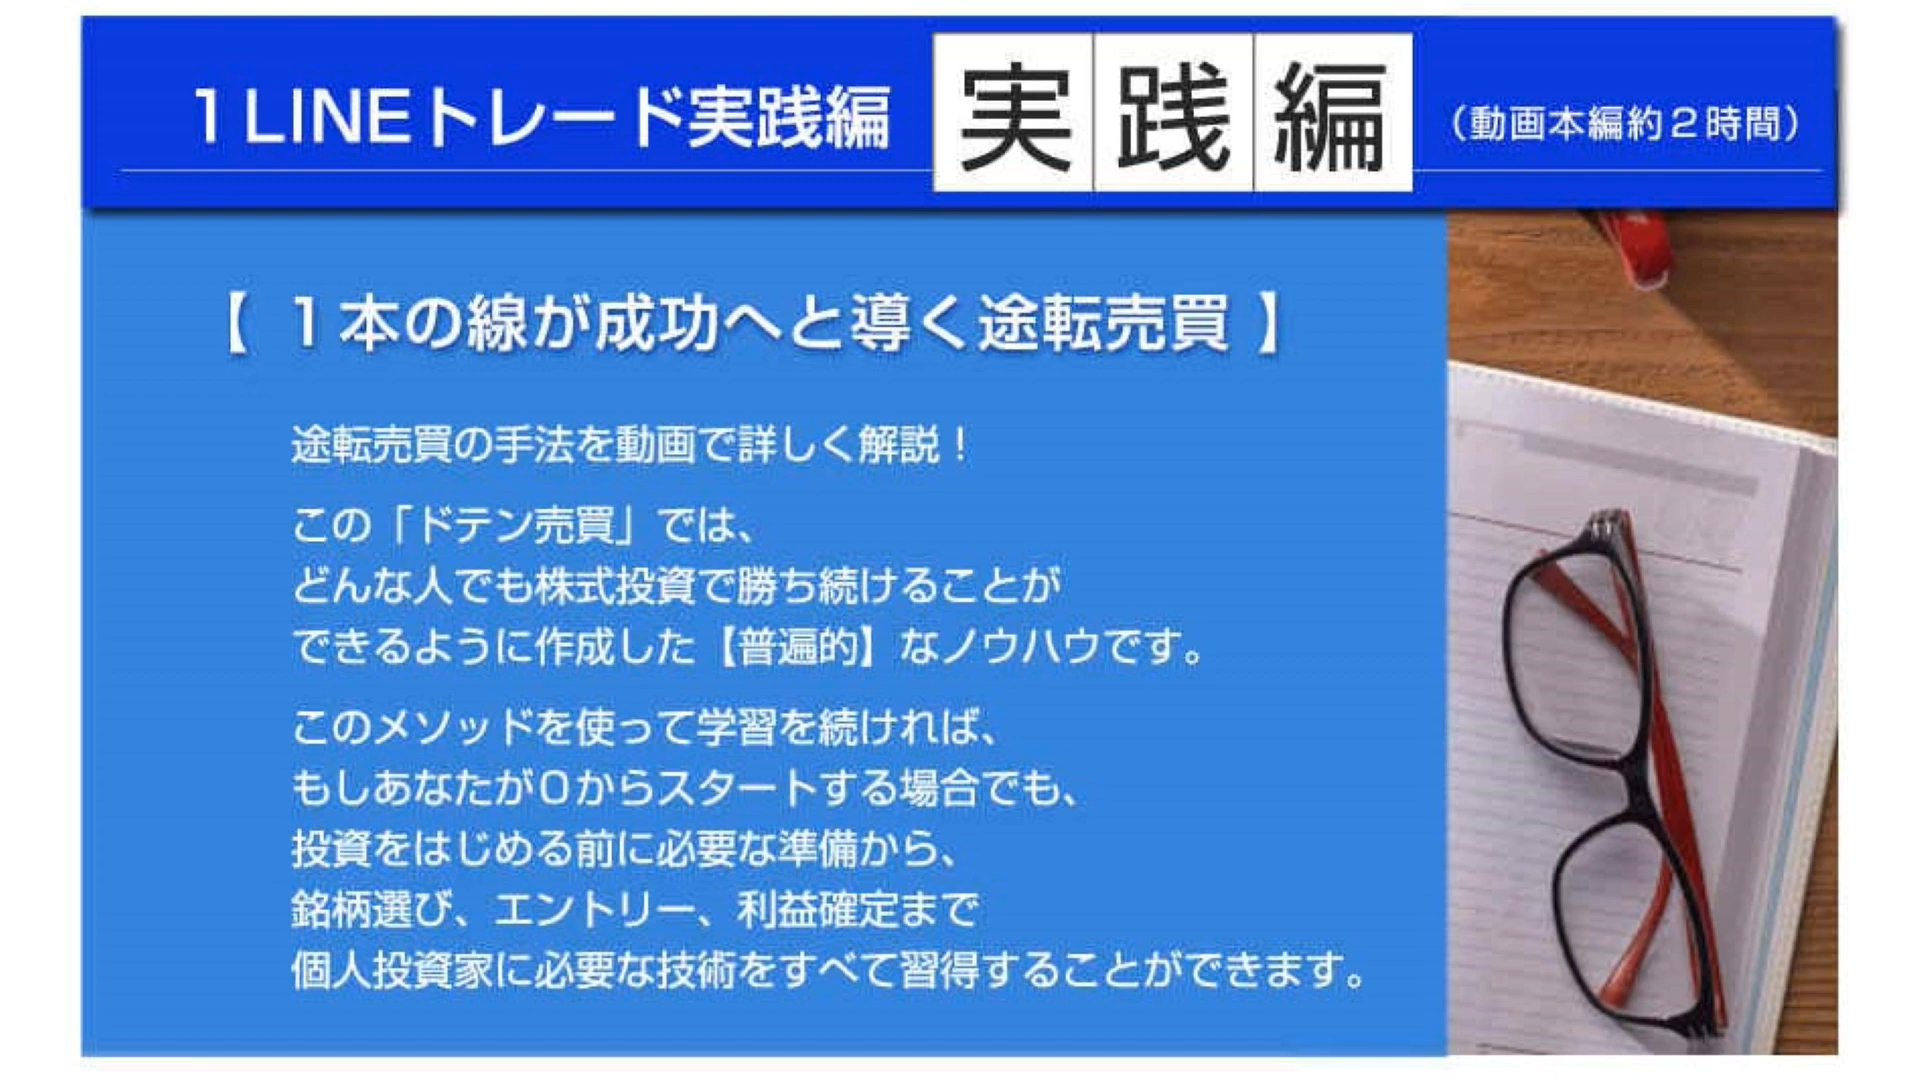 １LINEトレード実践編
実践編
（動画本編約２時間）
【 １本の線が成功へと導く途転売買 】
途転売買の手法を動画で詳しく解説！
この「ドテン売買」では、
どんな人でも株式投資で勝ち続けることが
できるように作成した【普遍的】なノウハウです。
このメソッドを使って学習を続ければ、
もしあなたが０からスタートする場合でも、
投資をはじめる前に必要な準備から、
銘柄選び、エントリー、利益確定まで
個人投資家に必要な技術をすべて習得することができます。